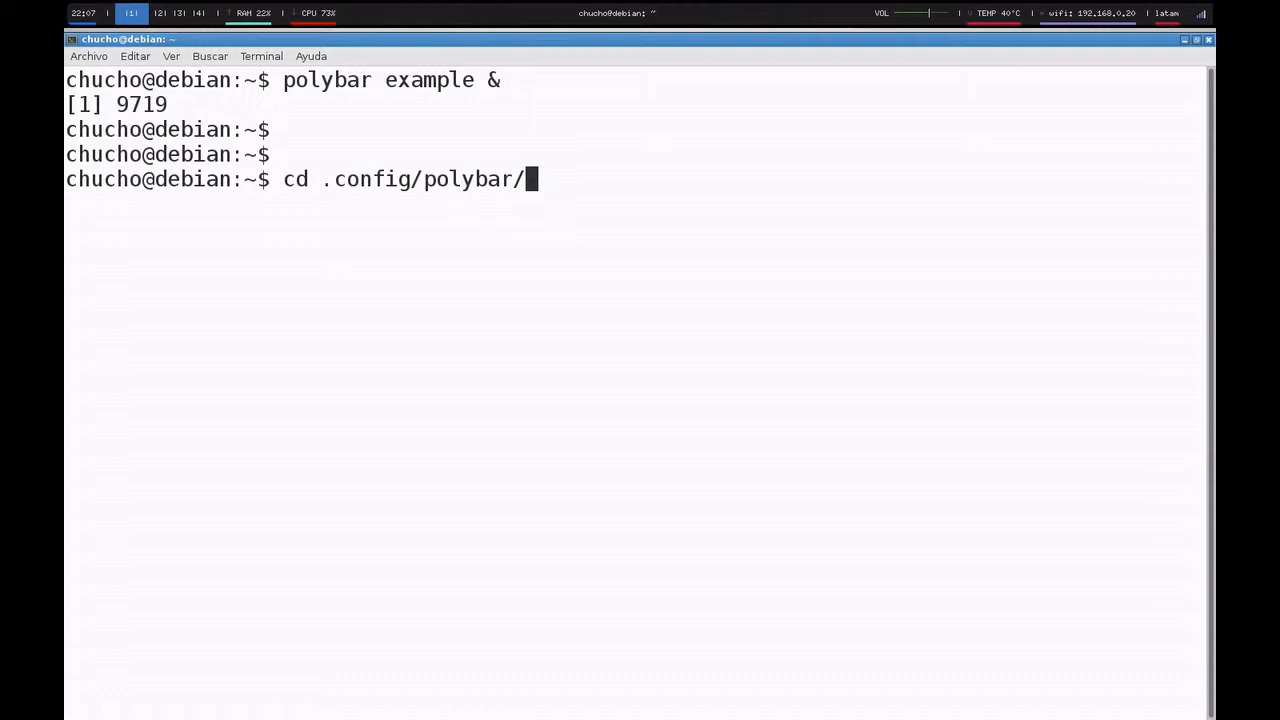 22:07 | |1| |2| |3| |4| | RAM 22% | CPU 73% chucho@debian: ~ VOL | TEMP 40°C | wifi: 192.168.0.20 | latam
chucho@debian: ~
Archivo Editar Ver Buscar Terminal Ayuda
chucho@debian:~$ polybar example &
[1] 9719
chucho@debian:~$
chucho@debian:~$
chucho@debian:~$ cd .config/polybar/